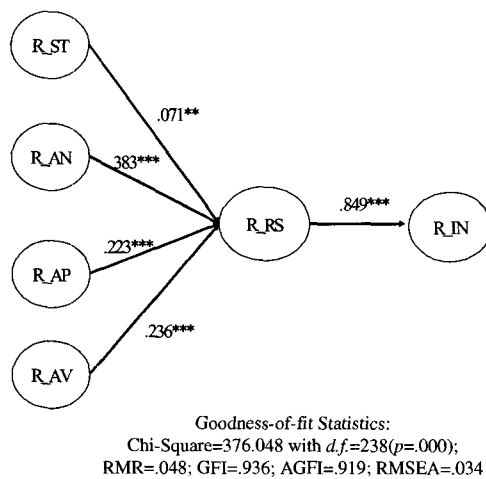 R_ST
.071**
R_AN
.383***
R_RS
.849***
R_IN
R_AP
.223***
.236***
R_AV
Goodness-of-fit Statistics:
Chi-Square=376.048 with d.f.=238(p=.000);
RMR=.048; GFI=.936; AGFI=.919; RMSEA=.034